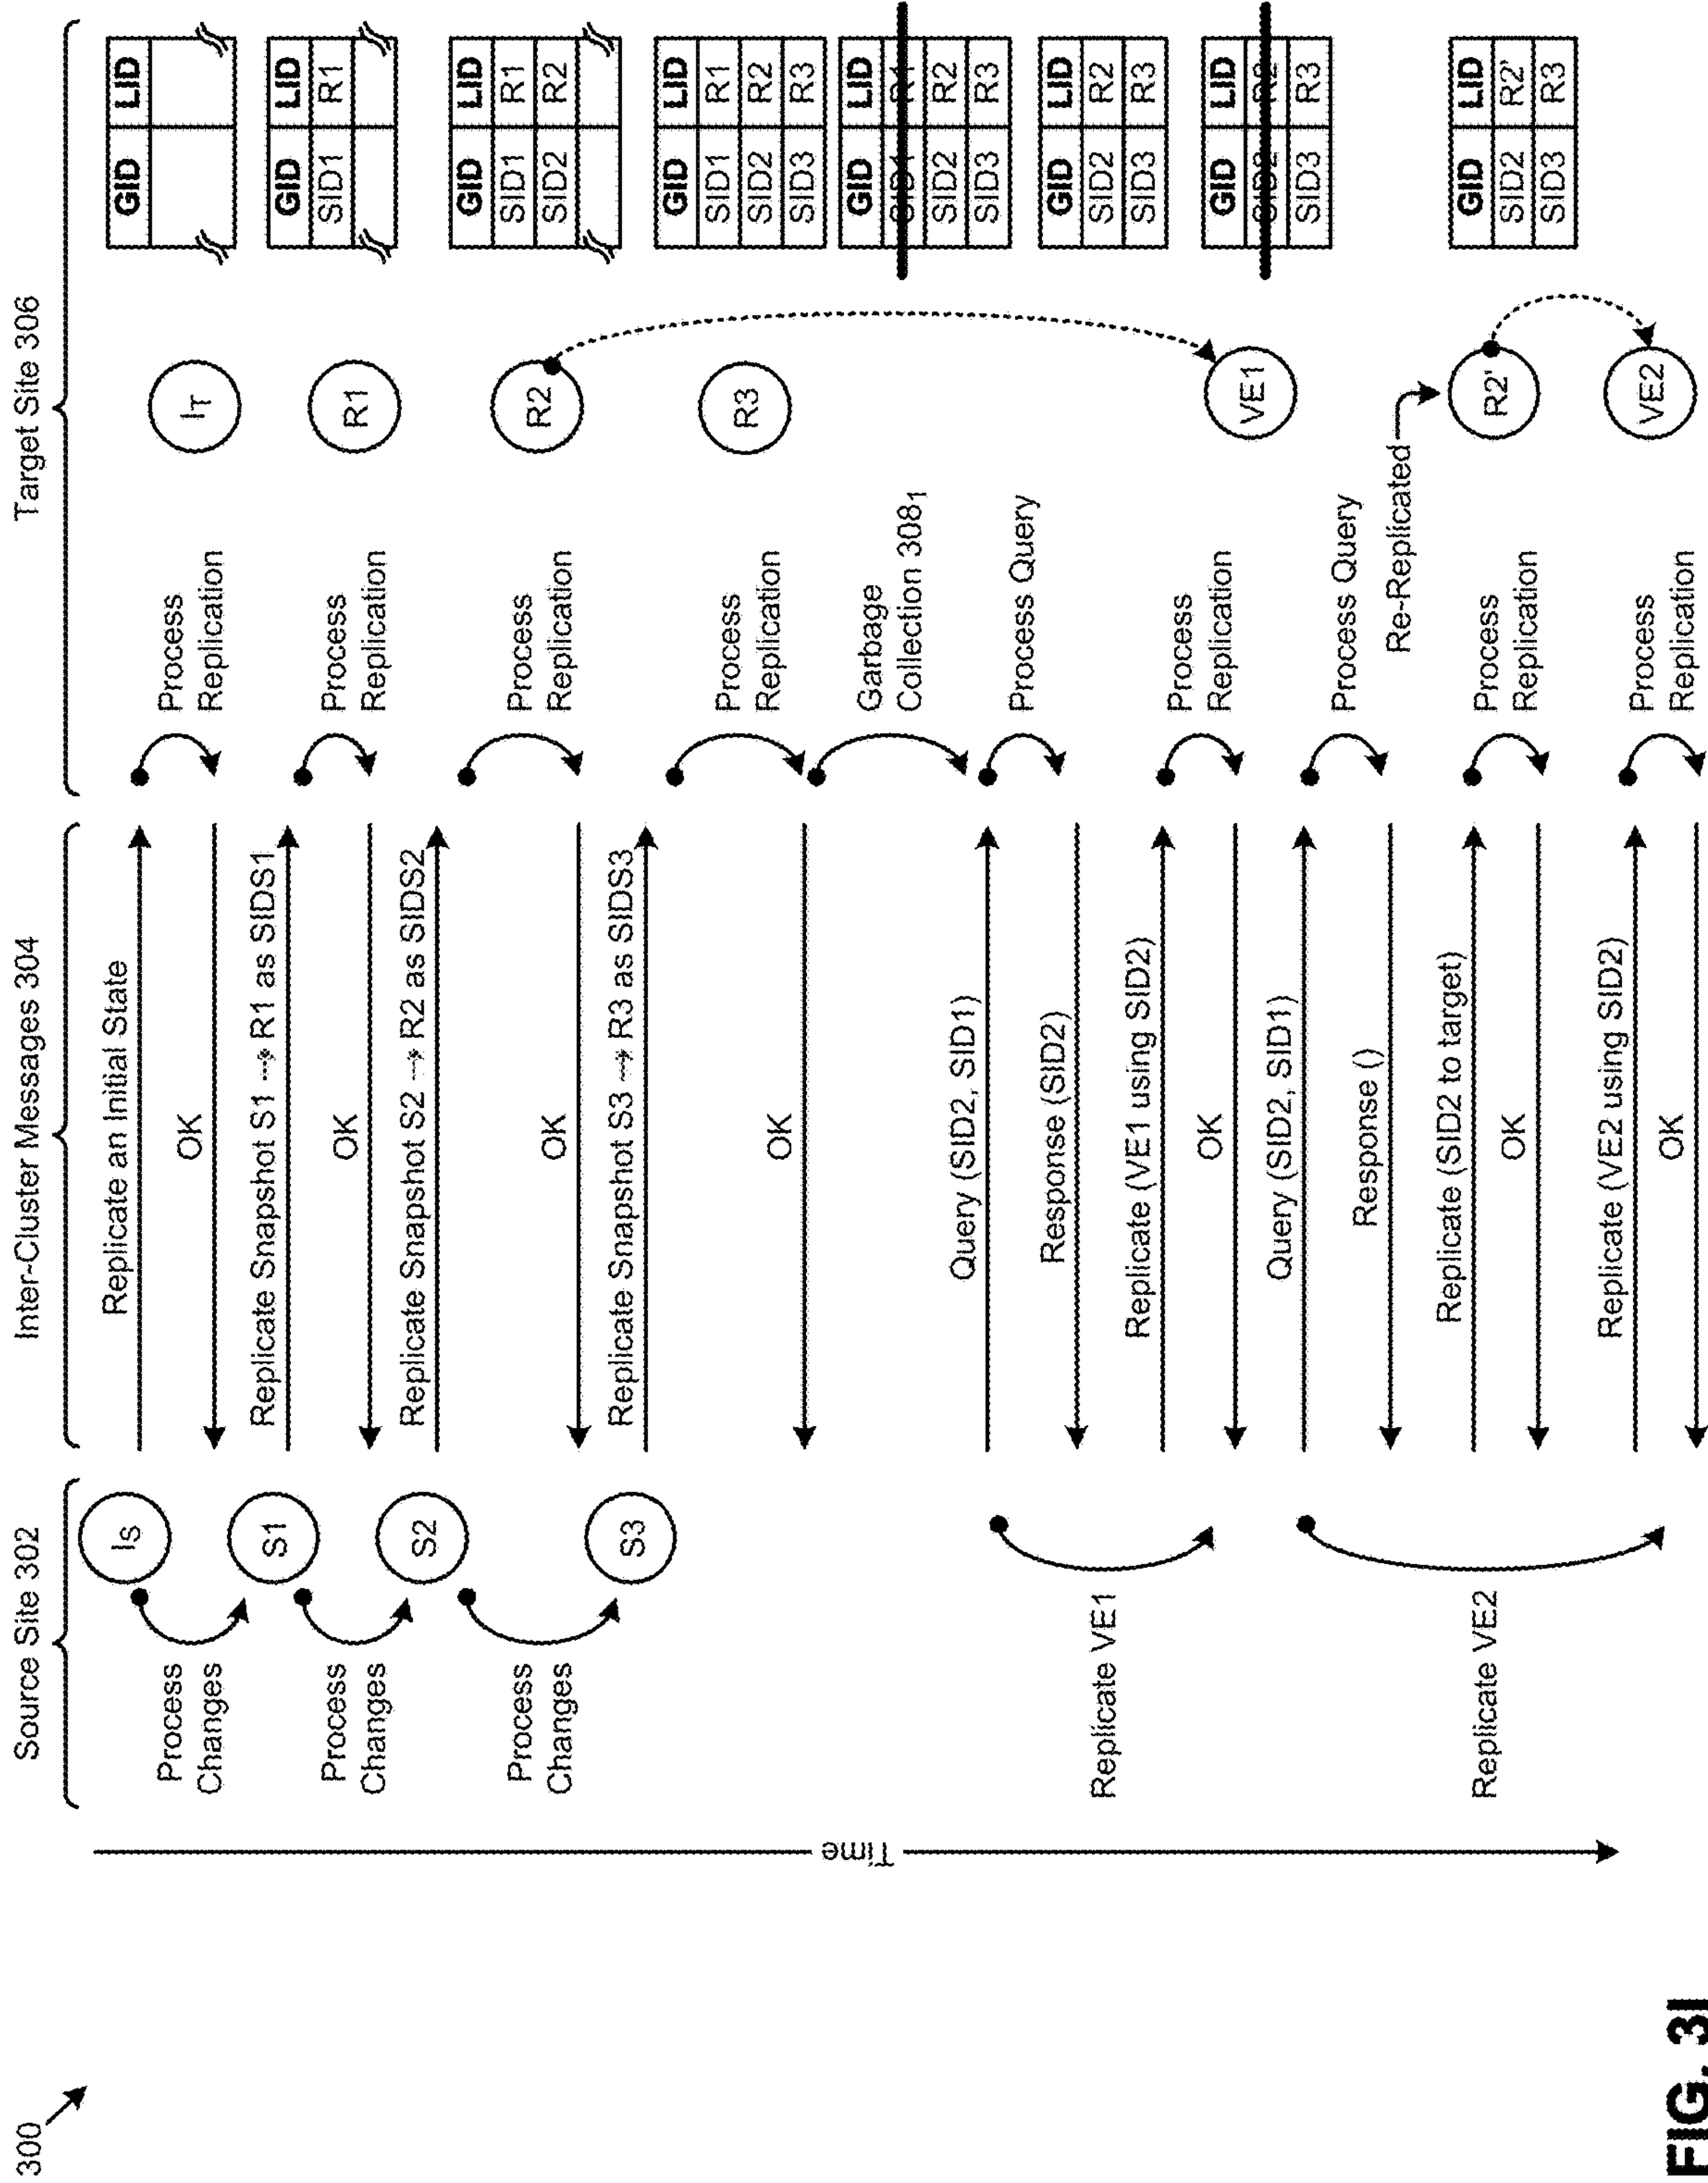 300
Source Site 302
Inter-Cluster Messages 304
Target Site 306
Time
IS
Process
Changes
S1
Process
Changes
S2
Process
Changes
S3
Replicate VE1
Replicate VE2
Replicate an Initial State
OK
Replicate Snapshot S1 ⇢ R1 as SIDS1
OK
Replicate Snapshot S2 ⇢ R2 as SIDS2
OK
Replicate Snapshot S3 ⇢ R3 as SIDS3
OK
Query (SID2, SID1)
Response (SID2)
Replicate (VE1 using SID2)
OK
Query (SID2, SID1)
Response ()
Replicate (SID2 to target)
OK
Replicate (VE2 using SID2)
OK
Process
Replication
Process
Replication
Process
Replication
Process
Replication
Garbage
Collection 3081
Process Query
Process
Replication
Process Query
Re-Replicated
Process
Replication
Process
Replication
IT
R1
R2
R3
VE1
R2'
VE2
GID LID
GID LID
SID1 R1
GID LID
SID1 R1
SID2 R2
GID LID
SID1 R1
SID2 R2
SID3 R3
GID LID
SID1 R1
SID2 R2
SID3 R3
GID LID
SID2 R2
SID3 R3
GID LID
SID2 R2
SID3 R3
GID LID
SID2 R2'
SID3 R3
FIG. 3I